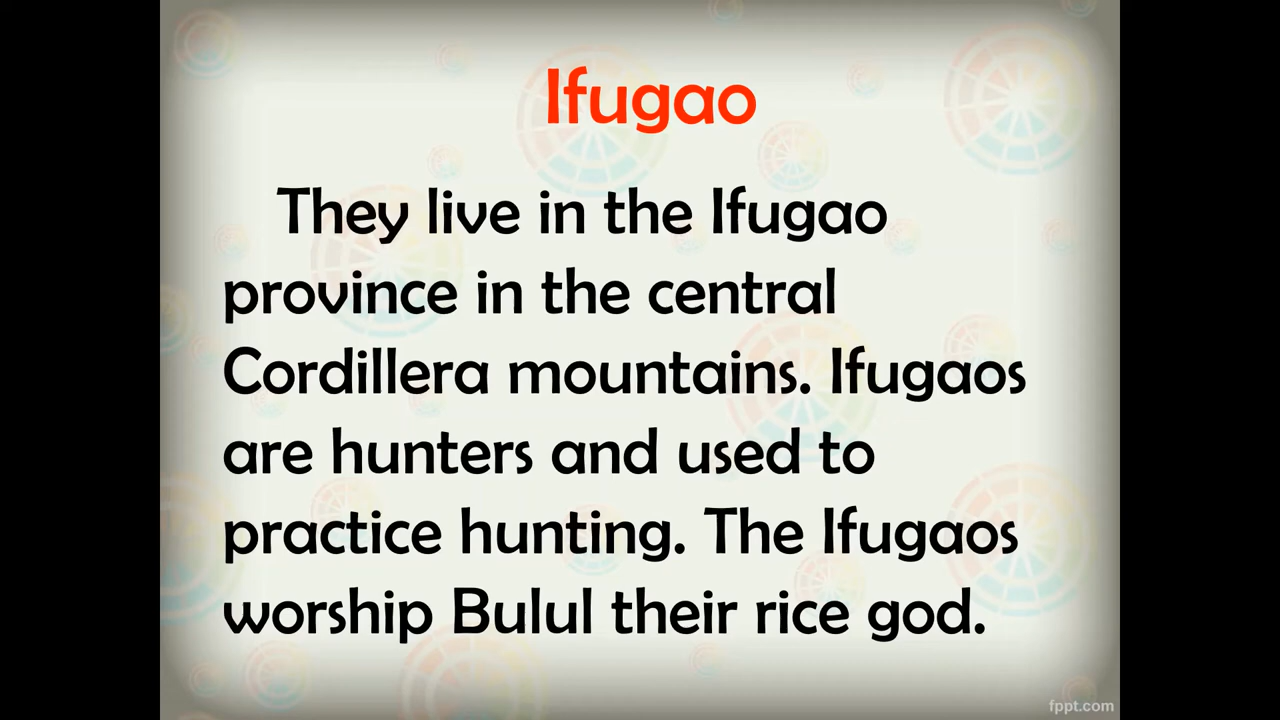 Ifugao
They live in the Ifugao
province in the central
Cordillera mountains. Ifugaos
are hunters and used to
practice hunting. The Ifugaos
worship Bulul their rice god.
fppt.com